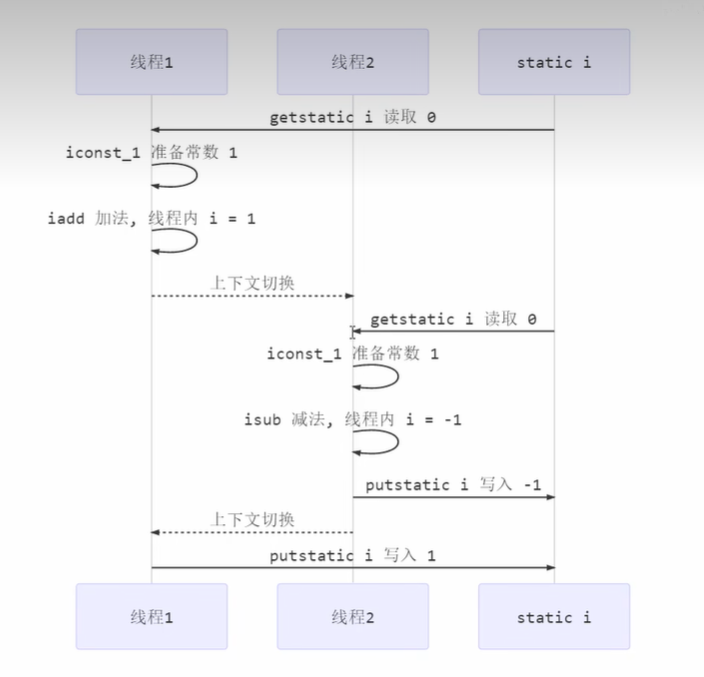 线程1
线程2
static i
getstatic i 读取 0
iconst_1 准备常数 1
iadd 加法, 线程内 i = 1
上下文切换
getstatic i 读取 0
iconst_1 准备常数 1
isub 减法, 线程内 i = -1
putstatic i 写入 -1
上下文切换
putstatic i 写入 1
线程1
线程2
static i